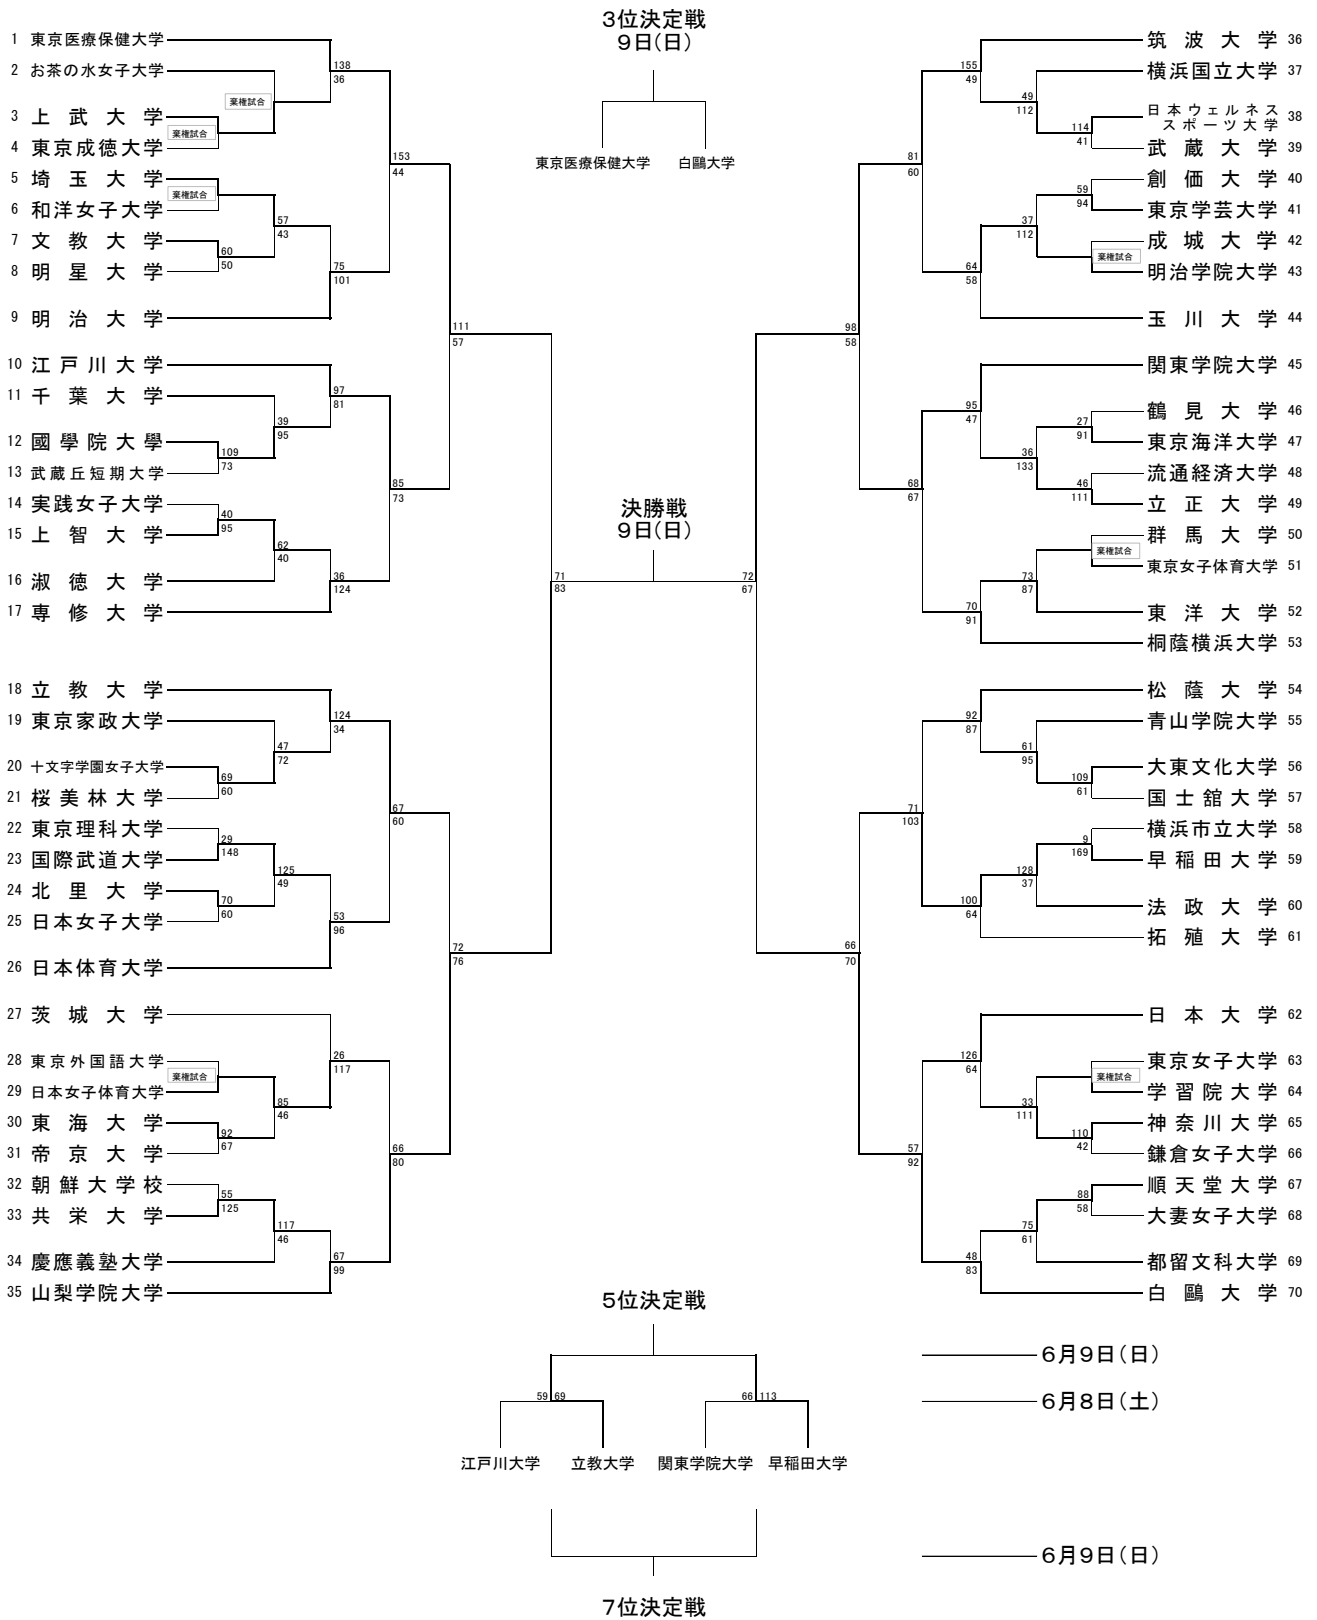 3位決定戦
9日(日)
東京医療保健大学 白鷗大学
1 東京医療保健大学
138
36
2 お茶の水女子大学
棄権試合
3 上武大学
棄権試合
4 東京成徳大学
153
44
5 埼玉大学
棄権試合
6 和洋女子大学
57
43
7 文教大学
60
50
8 明星大学
75
101
9 明治大学
111
57
10 江戸川大学
97
81
11 千葉大学
39
95
12 國學院大學
109
73
13 武蔵丘短期大学
85
73
14 実践女子大学
40
95
15 上智大学
62
40
16 淑徳大学
36
124
17 専修大学
71
83
18 立教大学
124
34
19 東京家政大学
47
72
20 十文字学園女子大学
69
60
21 桜美林大学
67
60
22 東京理科大学
29
148
23 国際武道大学
125
49
24 北里大学
70
60
25 日本女子大学
53
96
26 日本体育大学
72
76
27 茨城大学
26
117
28 東京外国語大学
棄権試合
29 日本女子体育大学
85
46
30 東海大学
92
67
31 帝京大学
66
80
32 朝鮮大学校
55
125
33 共栄大学
117
46
34 慶應義塾大学
67
99
35 山梨学院大学
決勝戦
9日(日)
筑波大学 36
155
49
横浜国立大学 37
49
112
日本ウェルネス
スポーツ大学 38
114
41
武蔵大学 39
81
60
創価大学 40
59
94
東京学芸大学 41
37
112
成城大学 42
棄権試合
明治学院大学 43
64
58
玉川大学 44
98
58
関東学院大学 45
95
47
鶴見大学 46
27
91
東京海洋大学 47
36
133
流通経済大学 48
46
111
立正大学 49
68
67
群馬大学 50
棄権試合
東京女子体育大学 51
73
87
東洋大学 52
70
91
桐蔭横浜大学 53
72
67
松蔭大学 54
92
87
青山学院大学 55
61
95
大東文化大学 56
109
61
国士舘大学 57
71
103
横浜市立大学 58
9
169
早稲田大学 59
128
37
法政大学 60
100
64
拓殖大学 61
66
70
日本大学 62
126
64
東京女子大学 63
棄権試合
学習院大学 64
33
111
神奈川大学 65
110
42
鎌倉女子大学 66
57
92
順天堂大学 67
88
58
大妻女子大学 68
75
61
都留文科大学 69
48
83
白鷗大学 70
5位決定戦
59 69 66 113
江戸川大学 立教大学 関東学院大学 早稲田大学
7位決定戦
6月9日(日)
6月8日(土)
6月9日(日)